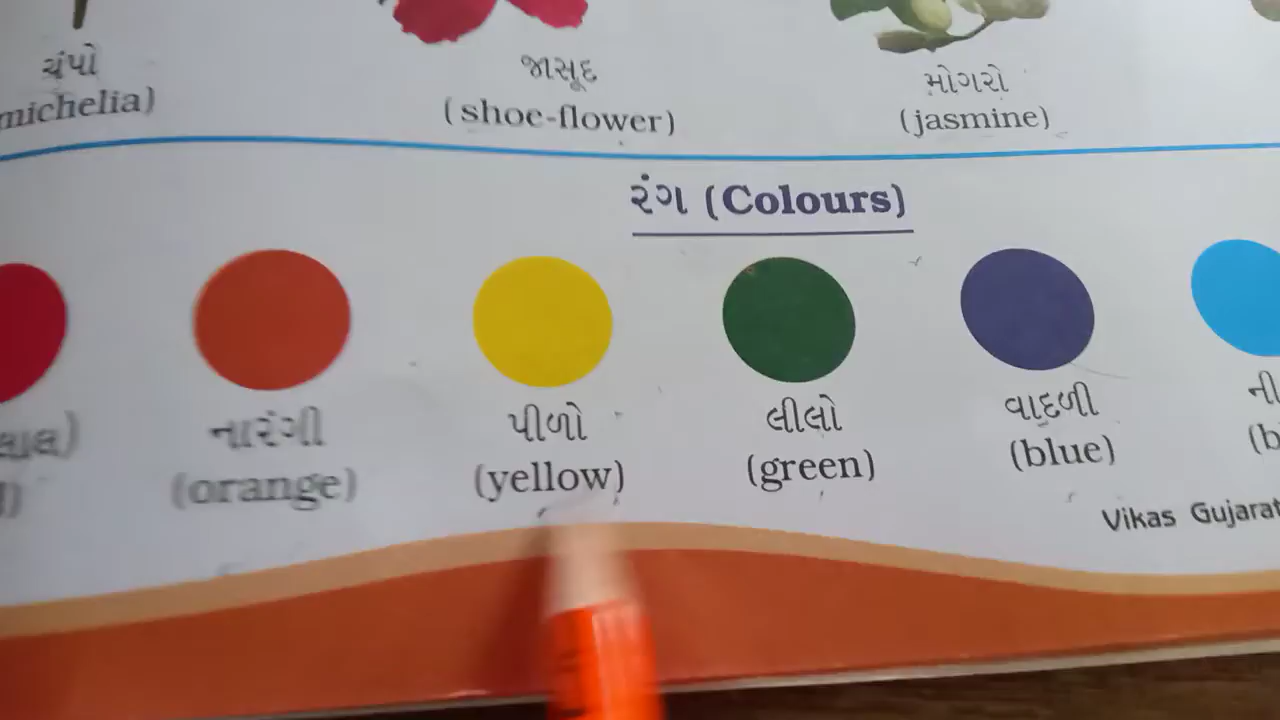 ચંપો
જાસૂદ
મોગરો
michelia)
(shoe-flower)
(jasmine)
રંગ (Colours)
નારંગી
પીળો
લીલો
વાદળી
(orange)
(yellow)
(green)
(blue)
Vikas Gujarat